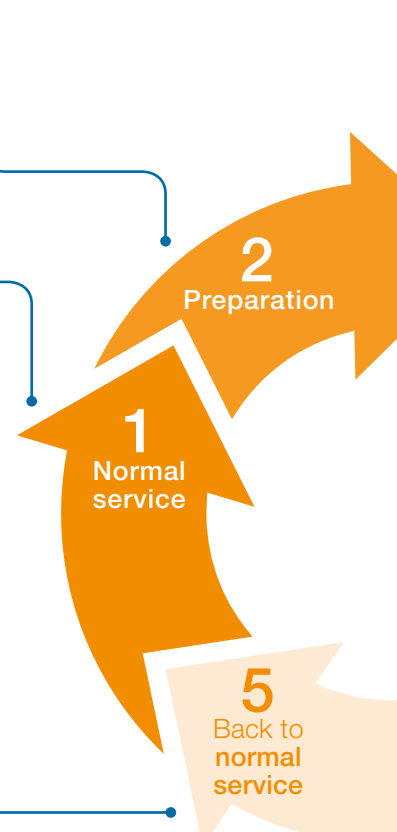 2
Preparation
1
Normal
service
5
Back to
normal
service